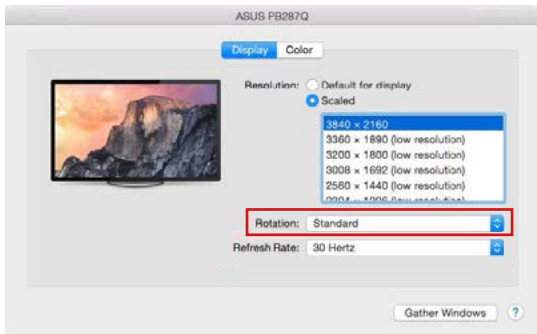 ASUS PB287Q
Display Color
Resolution: Default for display
Scaled
3840 × 2160
3360 × 1890 (low resolution)
3200 × 1800 (low resolution)
3008 × 1692 (low resolution)
2560 × 1440 (low resolution)
Rotation: Standard
Refresh Rate: 30 Hertz
Gather Windows ?